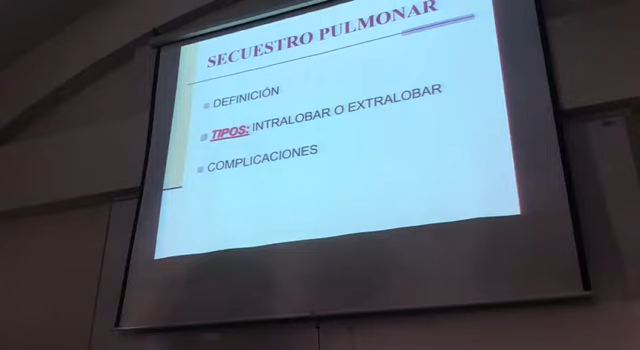 SECUESTRO PULMONAR
DEFINICIÓN
TIPOS: INTRALOBAR O EXTRALOBAR
COMPLICACIONES